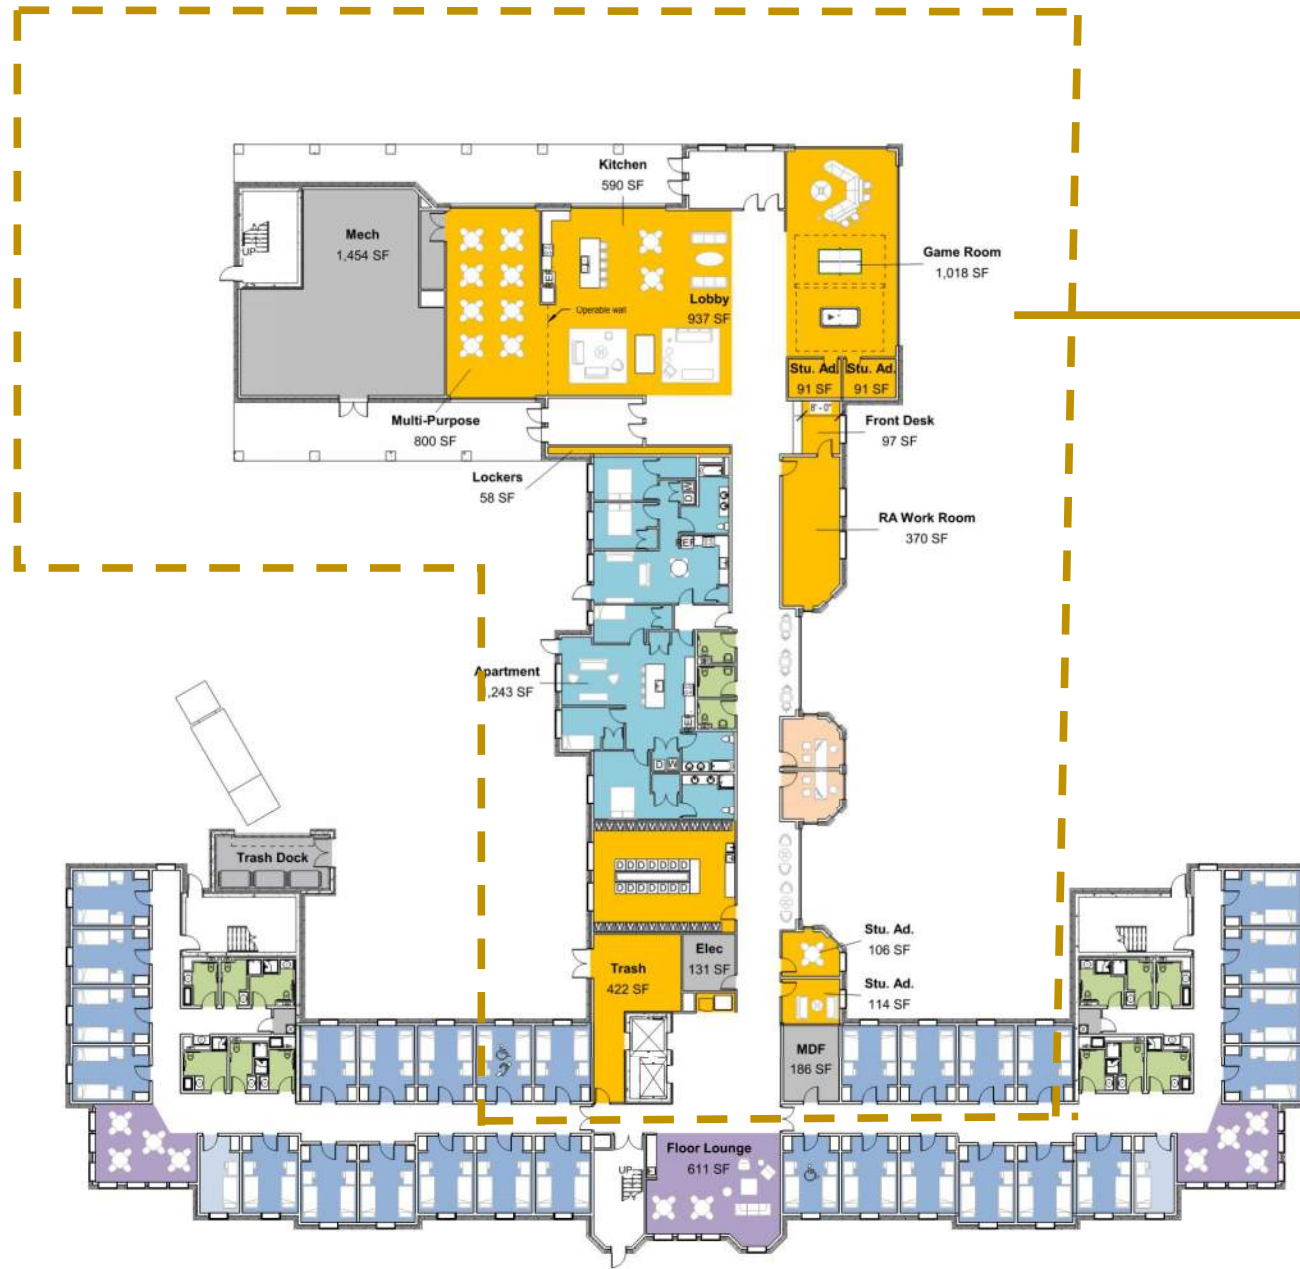 Kitchen
590 SF
Mech
1,454 SF
UP
Game Room
1,018 SF
Lobby
937 SF
Operable wall
Stu. Ad.
91 SF
Stu. Ad.
91 SF
8' - 0"
Multi-Purpose
800 SF
Front Desk
97 SF
Lockers
58 SF
D W
RA Work Room
370 SF
Apartment
,243 SF
D W
Trash Dock
D D D D D D D
D D D D D D D
Stu. Ad.
106 SF
Elec
131 SF
Trash
422 SF
Stu. Ad.
114 SF
MDF
186 SF
Floor Lounge
611 SF
UP